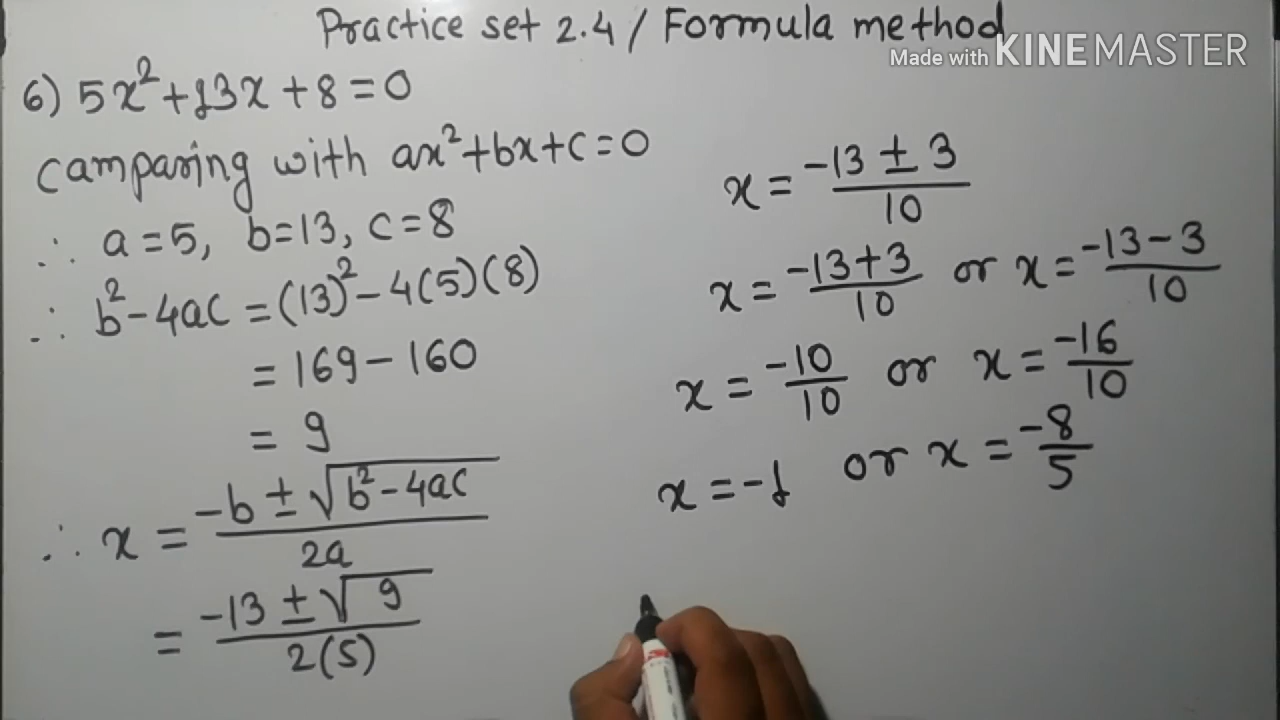 Practice set 2.4 / Formula method
Made with KINEMASTER
6) 5x²+13x+8=0
camparing with ax²+bx+c=0
∴ a=5, b=13, c=8
∴ b²-4ac = (13)²-4(5)(8)
= 169-160
= 9
∴ x = -b ± √b²-4ac / 2a
= -13 ± √9 / 2(5)
x = -13 ± 3 / 10
x = -13+3 / 10 or x = -13-3 / 10
x = -10 / 10 or x = -16 / 10
x = -1 or x = -8 / 5